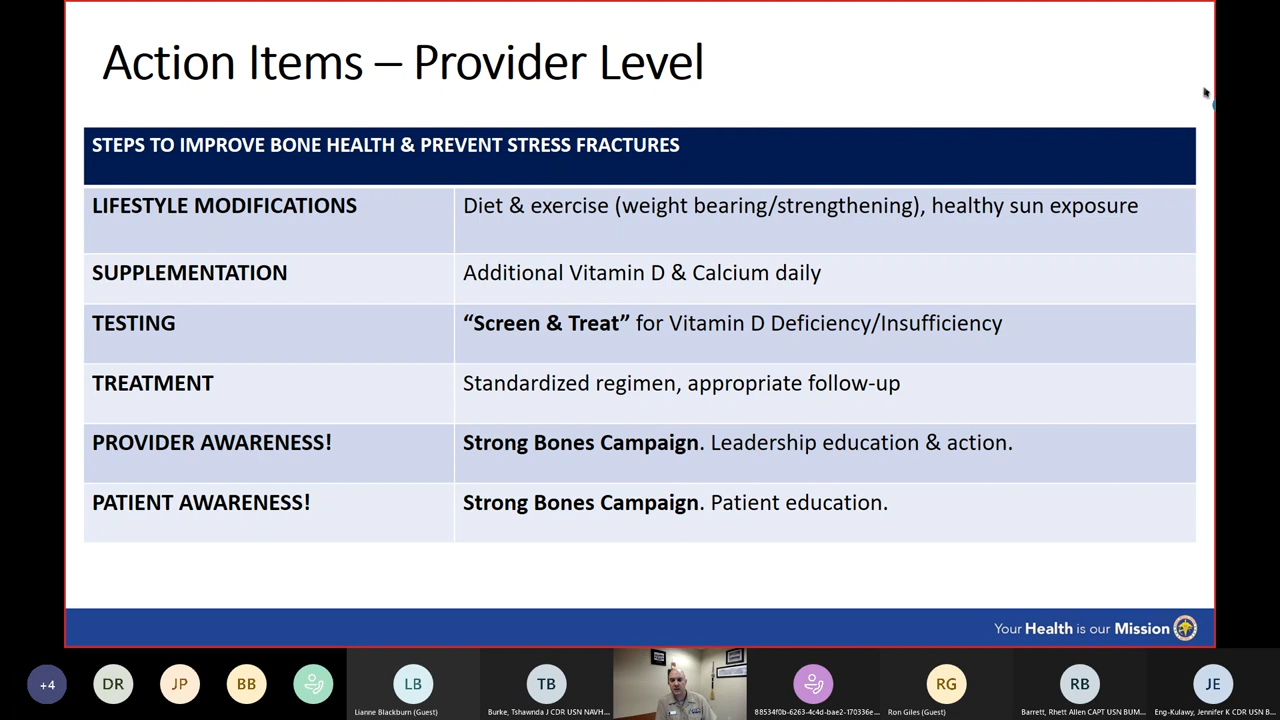 Action Items – Provider Level
STEPS TO IMPROVE BONE HEALTH & PREVENT STRESS FRACTURES
LIFESTYLE MODIFICATIONS
Diet & exercise (weight bearing/strengthening), healthy sun exposure
SUPPLEMENTATION
Additional Vitamin D & Calcium daily
TESTING
“Screen & Treat” for Vitamin D Deficiency/Insufficiency
TREATMENT
Standardized regimen, appropriate follow-up
PROVIDER AWARENESS!
Strong Bones Campaign. Leadership education & action.
PATIENT AWARENESS!
Strong Bones Campaign. Patient education.
Your Health is our Mission
+4
DR
JP
BB
LB
TB
RG
RB
JE
Lianne Blackburn (Guest)
Burke, Tshawnda J CDR USN NAVH...
88534f0b-6263-4c4d-bae2-170336e...
Ron Giles (Guest)
Barrett, Rhett Allen CAPT USN BUM...
Eng-Kulawy, Jennifer K CDR USN B...